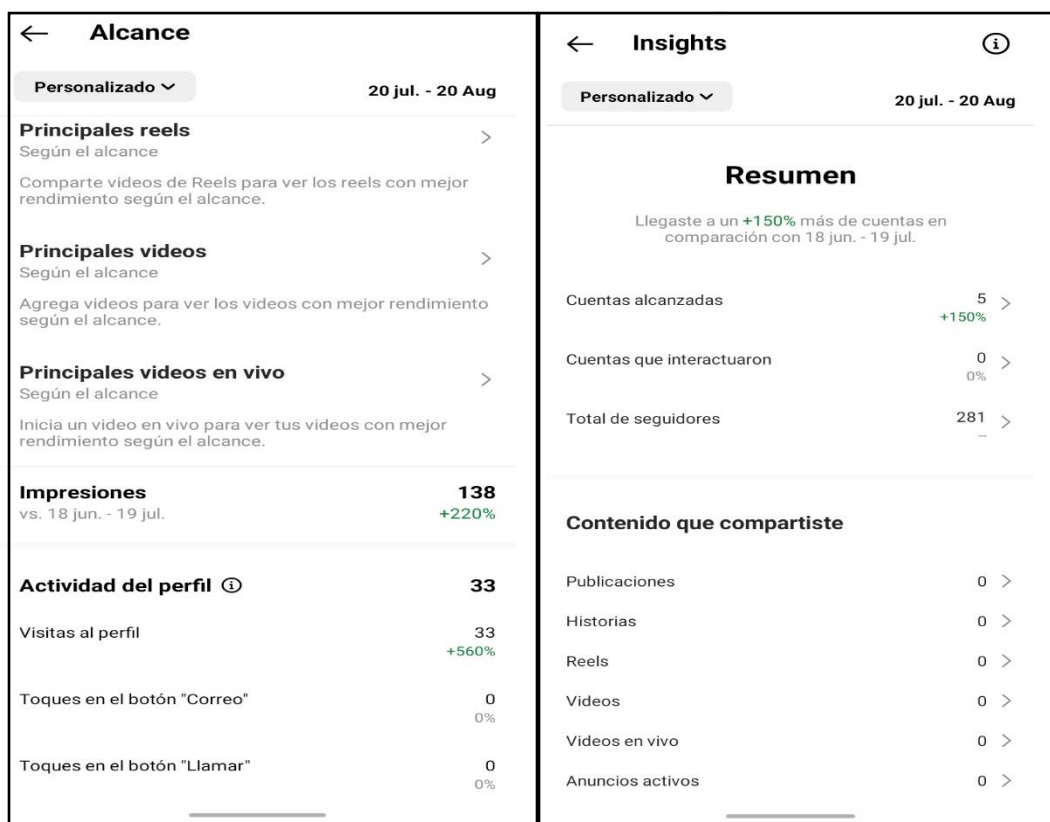 Alcance
Personalizado
20 jul. - 20 Aug
Principales reels
Según el alcance
Comparte videos de Reels para ver los reels con mejor
rendimiento según el alcance.
Principales videos
Según el alcance
Agrega videos para ver los videos con mejor rendimiento
según el alcance.
Principales videos en vivo
Según el alcance
Inicia un video en vivo para ver tus videos con mejor
rendimiento según el alcance.
Impresiones 138
vs. 18 jun. - 19 jul. +220%
Actividad del perfil 33
Visitas al perfil 33
+560%
Toques en el botón "Correo" 0
0%
Toques en el botón "Llamar" 0
0%
Insights
Personalizado
20 jul. - 20 Aug
Resumen
Llegaste a un +150% más de cuentas en
comparación con 18 jun. - 19 jul.
Cuentas alcanzadas 5
+150%
Cuentas que interactuaron 0
0%
Total de seguidores 281
--
Contenido que compartiste
Publicaciones 0
Historias 0
Reels 0
Videos 0
Videos en vivo 0
Anuncios activos 0